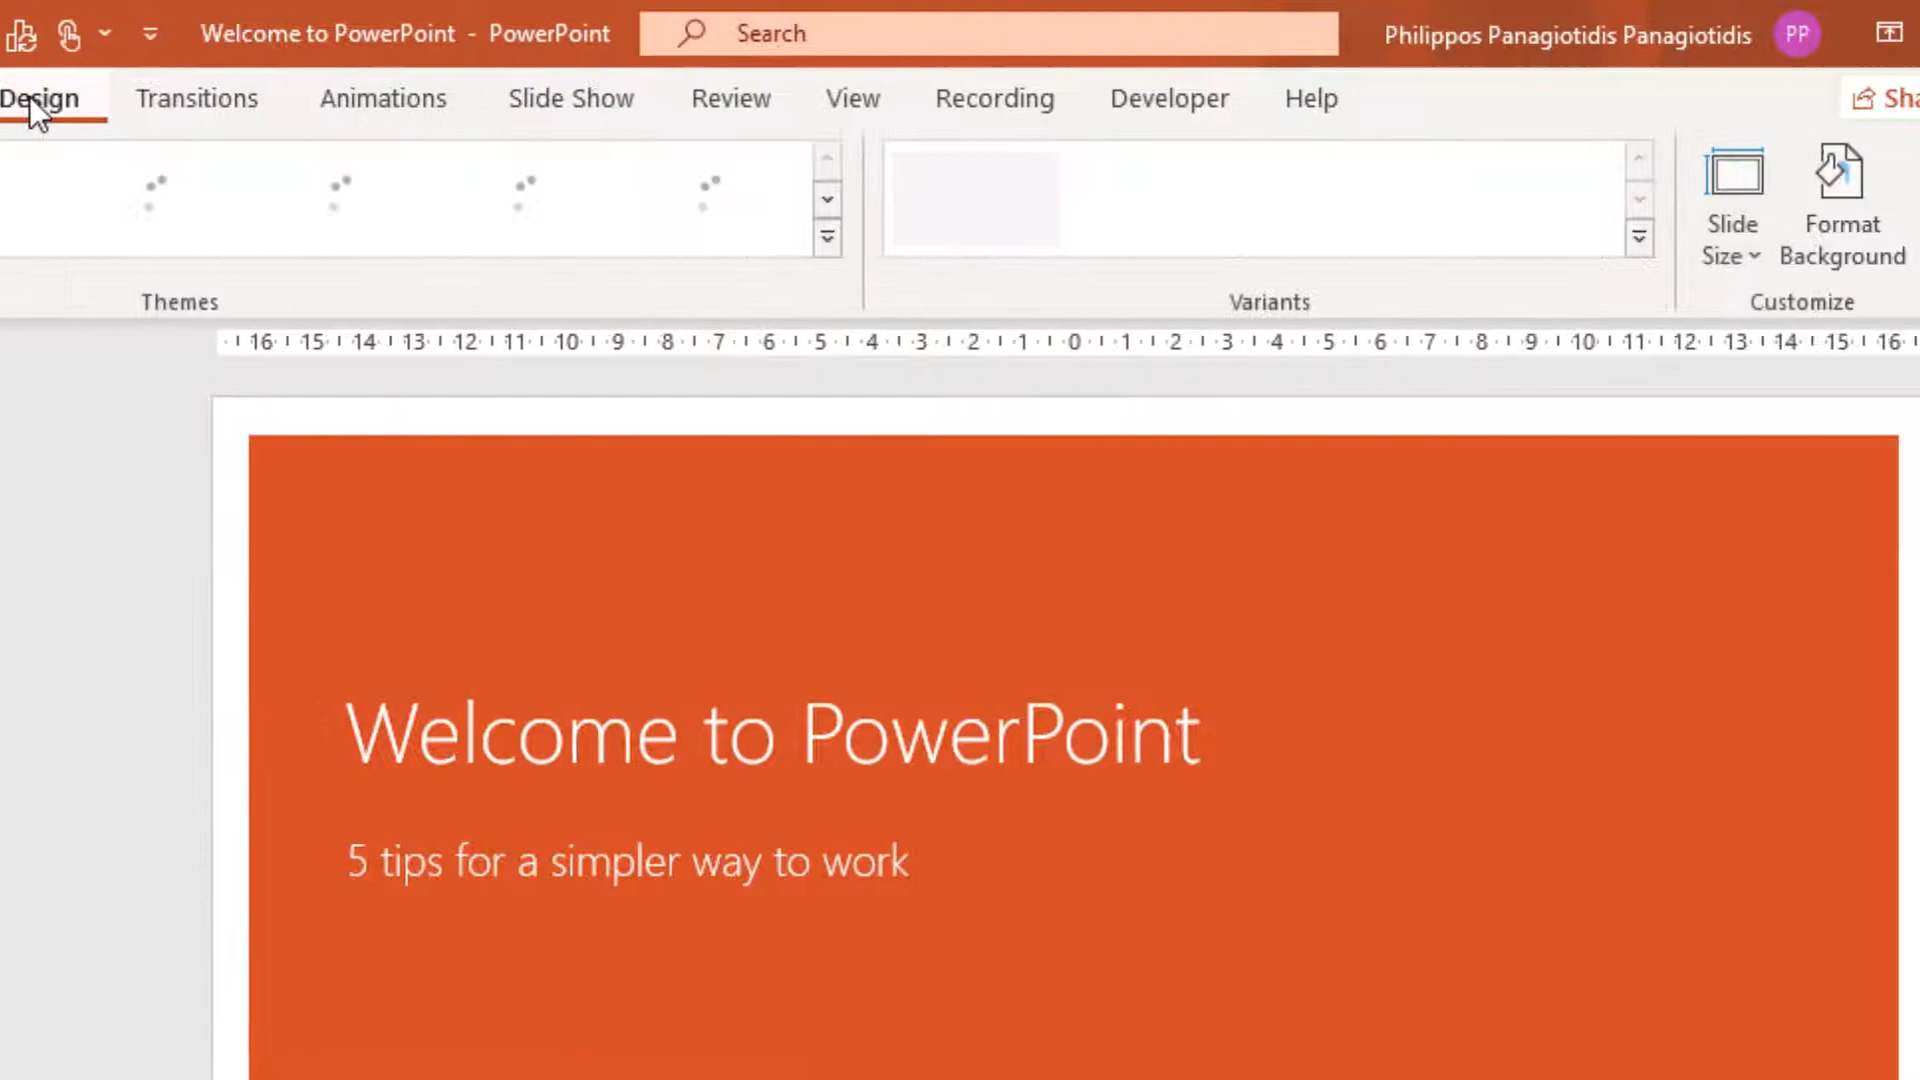 Welcome to PowerPoint - PowerPoint
Search
Philippos Panagiotidis Panagiotidis
PP
Design
Transitions
Animations
Slide Show
Review
View
Recording
Developer
Help
Sha
Slide
Size
Format
Background
Themes
Variants
Customize
16 15 14 13 12 11 10 9 8 7 6 5 4 3 2 1 0 1 2 3 4 5 6 7 8 9 10 11 12 13 14 15 16
Welcome to PowerPoint
5 tips for a simpler way to work